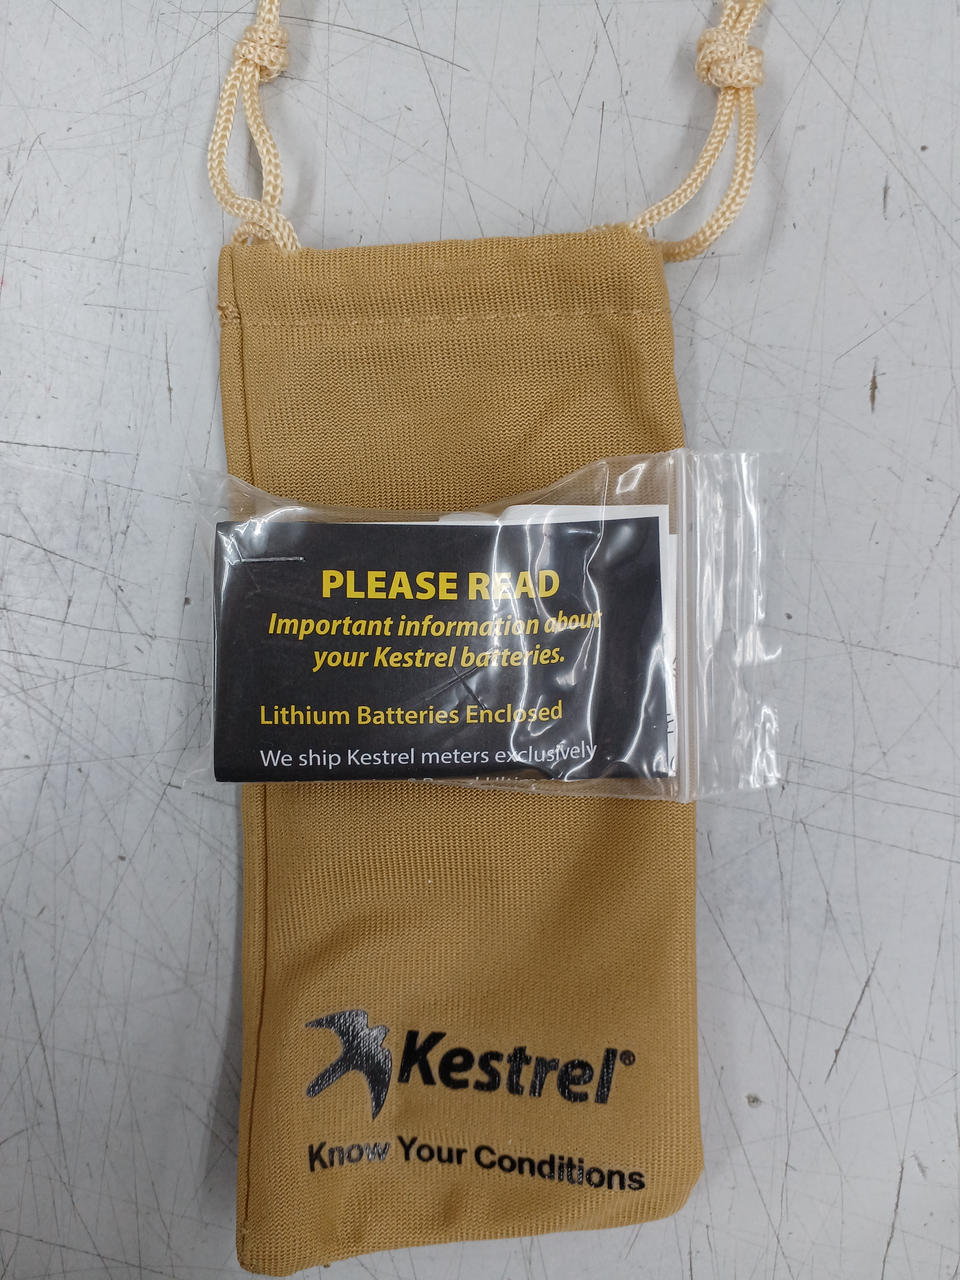 PLEASE READ
Important information about
your Kestrel batteries.
Lithium Batteries Enclosed
We ship Kestrel meters exclusively
Kestrel®
Know Your Conditions